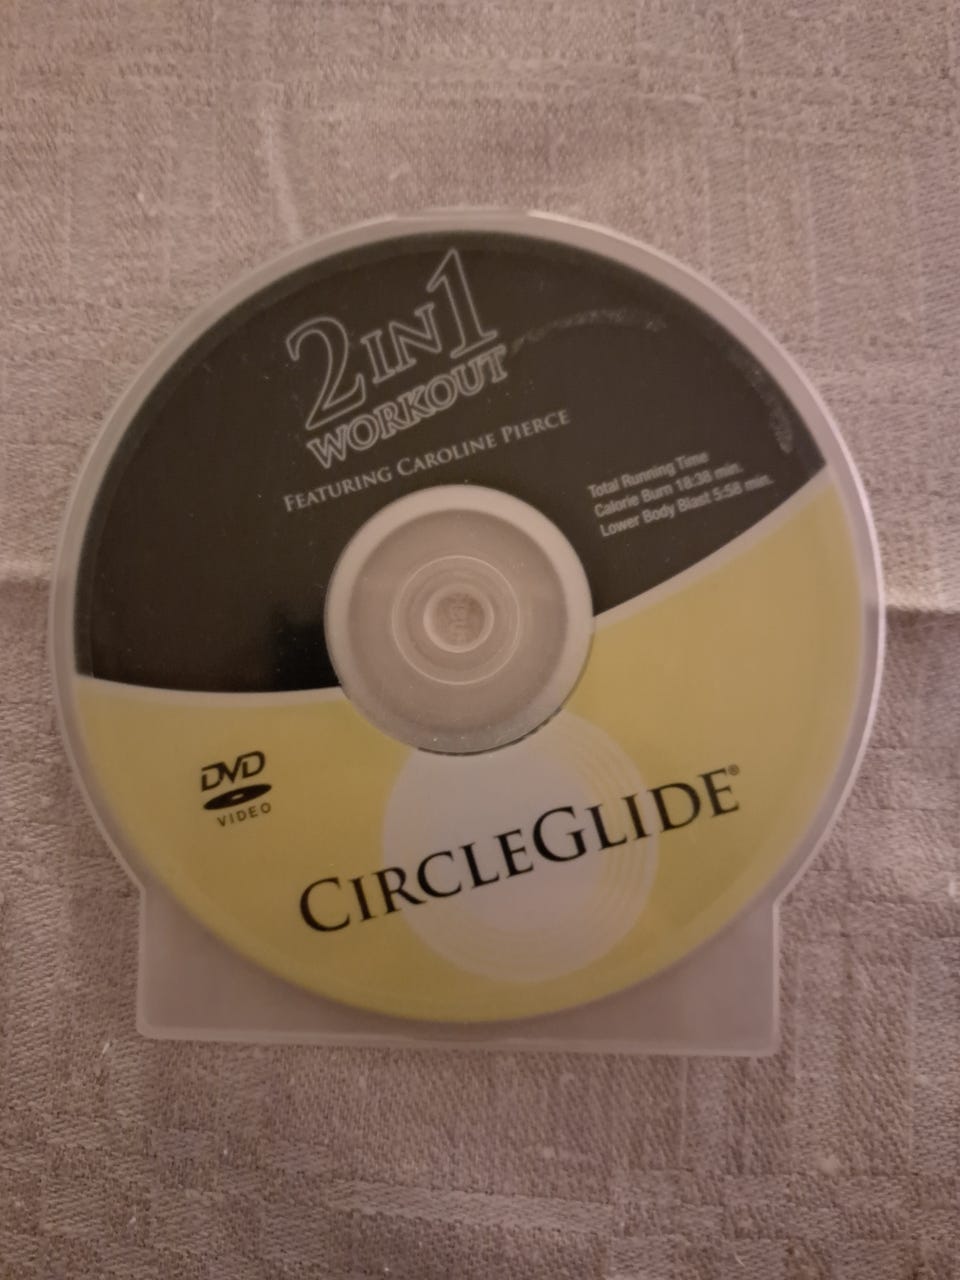 2 IN 1
WORKOUT
FEATURING CAROLINE PIERCE
Total Running Time
Calorie Burn 18:38 min.
Lower Body Blast 5:58 min.
DVD
VIDEO
CIRCLEGLIDE®